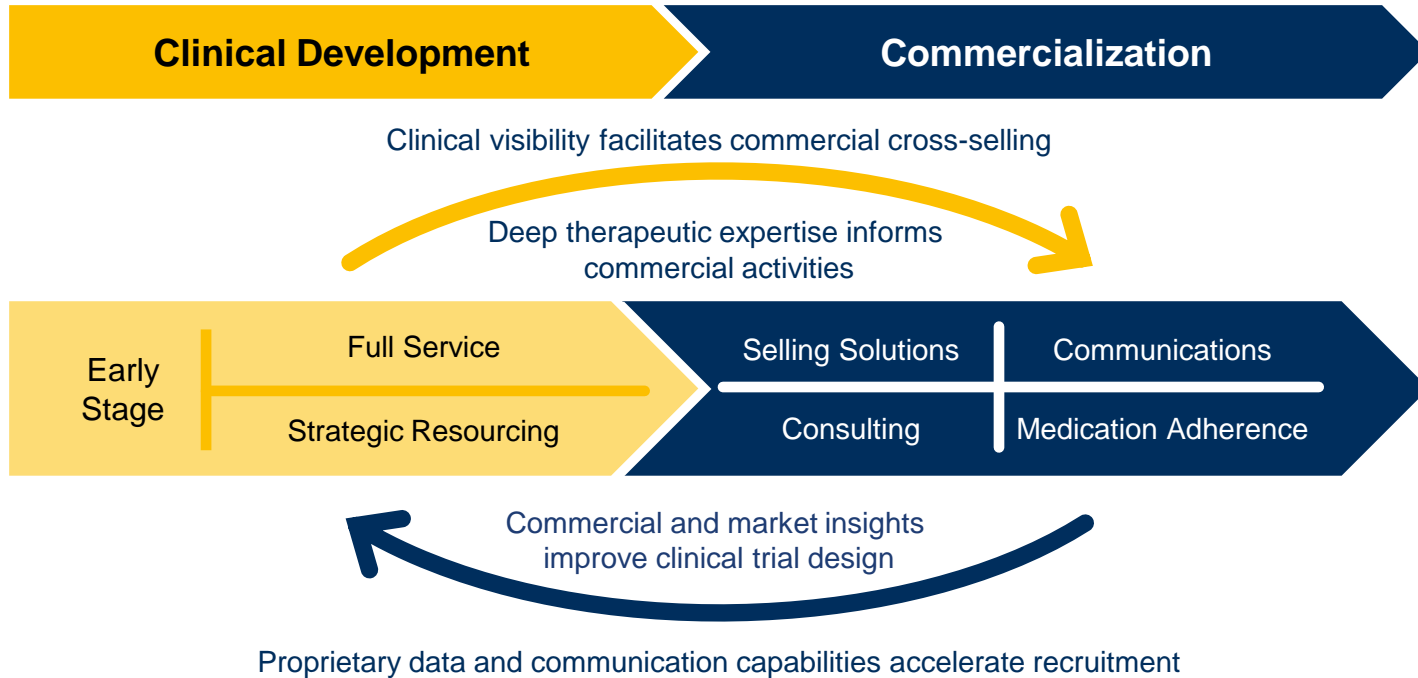 Clinical Development
Commercialization
Clinical visibility facilitates commercial cross-selling
Deep therapeutic expertise informs
commercial activities
Early
Stage
Full Service
Strategic Resourcing
Selling Solutions
Communications
Consulting
Medication Adherence
Commercial and market insights
improve clinical trial design
Proprietary data and communication capabilities accelerate recruitment